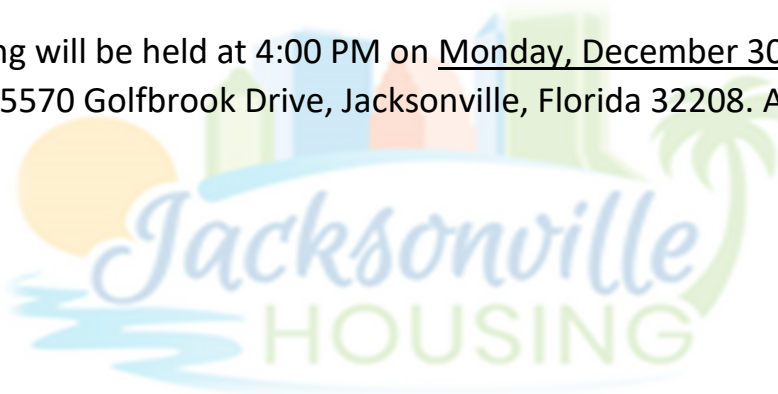 ng will be held at 4:00 PM on Monday, December 30
5570 Golfbrook Drive, Jacksonville, Florida 32208. A
Jacksonville
HOUSING